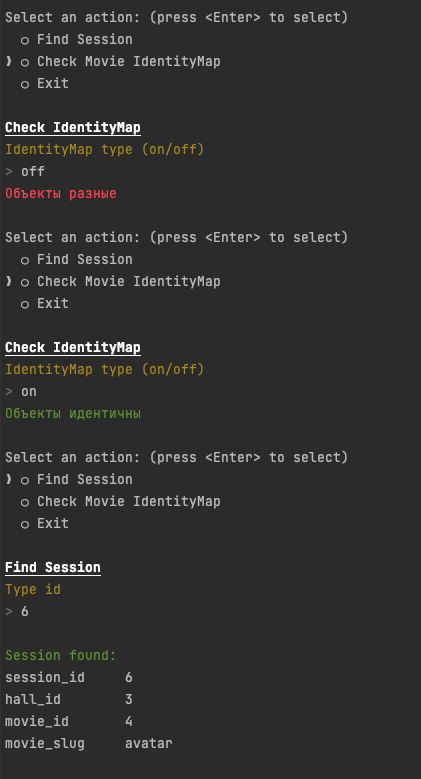 Select an action: (press <Enter> to select)
○ Find Session
❯ ○ Check Movie IdentityMap
○ Exit
Check IdentityMap
IdentityMap type (on/off)
> off
Объекты разные
Select an action: (press <Enter> to select)
○ Find Session
❯ ○ Check Movie IdentityMap
○ Exit
Check IdentityMap
IdentityMap type (on/off)
> on
Объекты идентичны
Select an action: (press <Enter> to select)
❯ ○ Find Session
○ Check Movie IdentityMap
○ Exit
Find Session
Type id
> 6
Session found:
session_id 6
hall_id 3
movie_id 4
movie_slug avatar